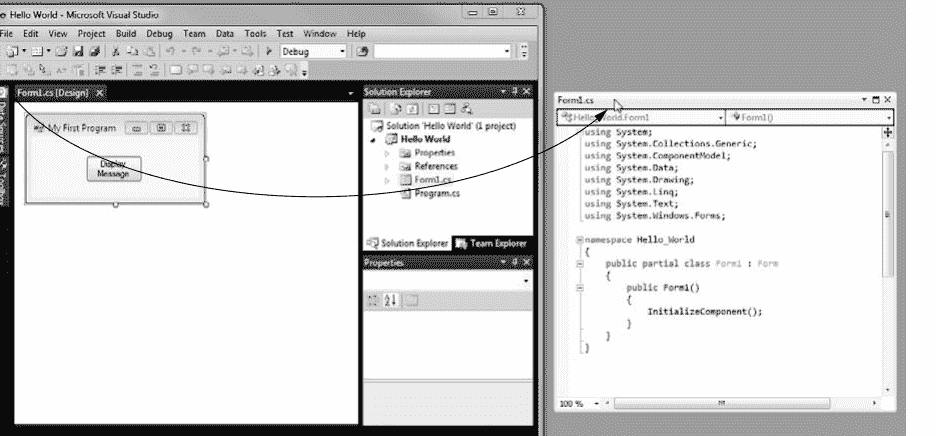 Hello World - Microsoft Visual Studio
File Edit View Project Build Debug Team Data Tools Test Window Help
Debug
Form1.cs [Design]
My First Program
Display
Message
Solution Explorer
Solution 'Hello World' (1 project)
Hello World
Properties
References
Form1.cs
Program.cs
Solution Explorer Team Explorer
Properties
Form1.cs
Hello_World.Form1 Form1()
using System;
using System.Collections.Generic;
using System.ComponentModel;
using System.Data;
using System.Drawing;
using System.Linq;
using System.Text;
using System.Windows.Forms;
namespace Hello_World
{
public partial class Form1 : Form
{
public Form1()
{
InitializeComponent();
}
}
}
100 %